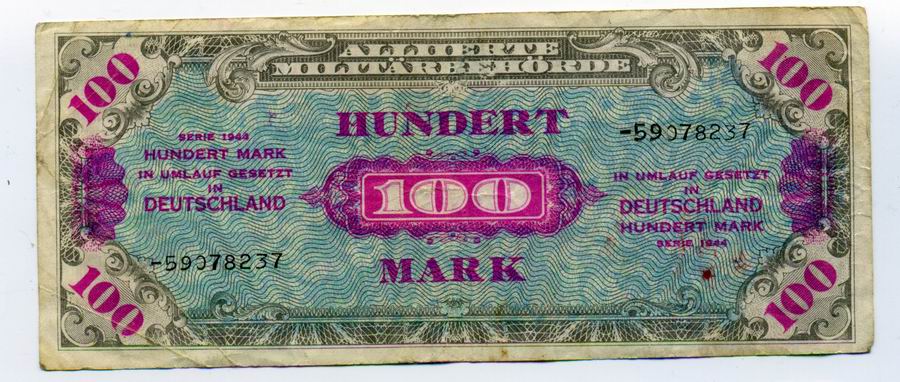 ALLIIERTE
MILITÄRBEHÖRDE
100
100
HUNDERT
-59078237
SERIE 1944
HUNDERT MARK
IN UMLAUF GESETZT
IN
DEUTSCHLAND
100
IN UMLAUF GESETZT
IN
DEUTSCHLAND
HUNDERT MARK
SERIE 1944
-59078237
MARK
100
100